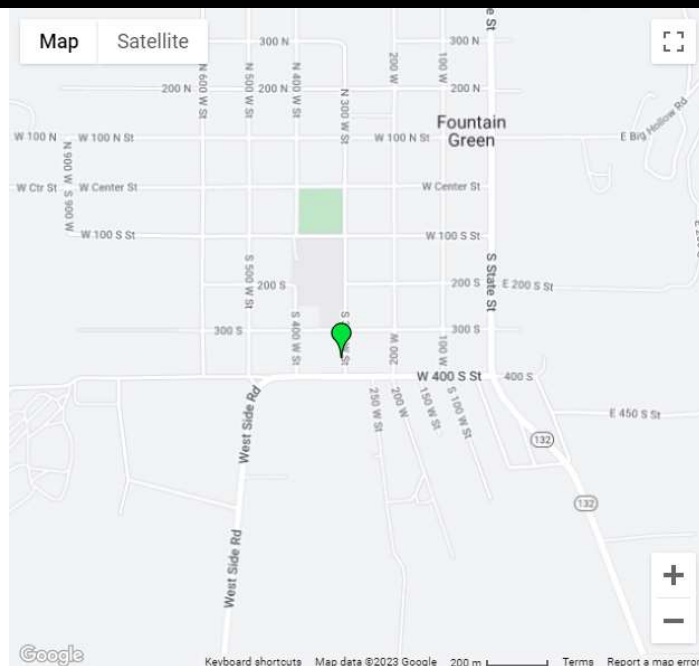 Map Satellite
e St
300 N
300 N
200 N
200 N
200 N
N 600 W St
N 500 W St
N 400 W St
N 300 W St
200 W
100 W
Fountain
Green
E Big Hollow Rd
W 100 N
W 100 N St
W 100 N St
N 900 W
S 900 W
W Ctr St
W Center St
W Center St
W 100 S St
W 100 S St
S State St
S 500 W St
200 S
200 S
E 200 S St
S 400 W St
300 S
300 S
200 W
100 W
W 400 S St
400 S
250 W St
200 W
150 W St
S 100 W St
E 450 S St
West Side Rd
132
132
West Side Rd
+
−
Google
Keyboard shortcuts Map data ©2023 Google 200 m Terms Report a map error